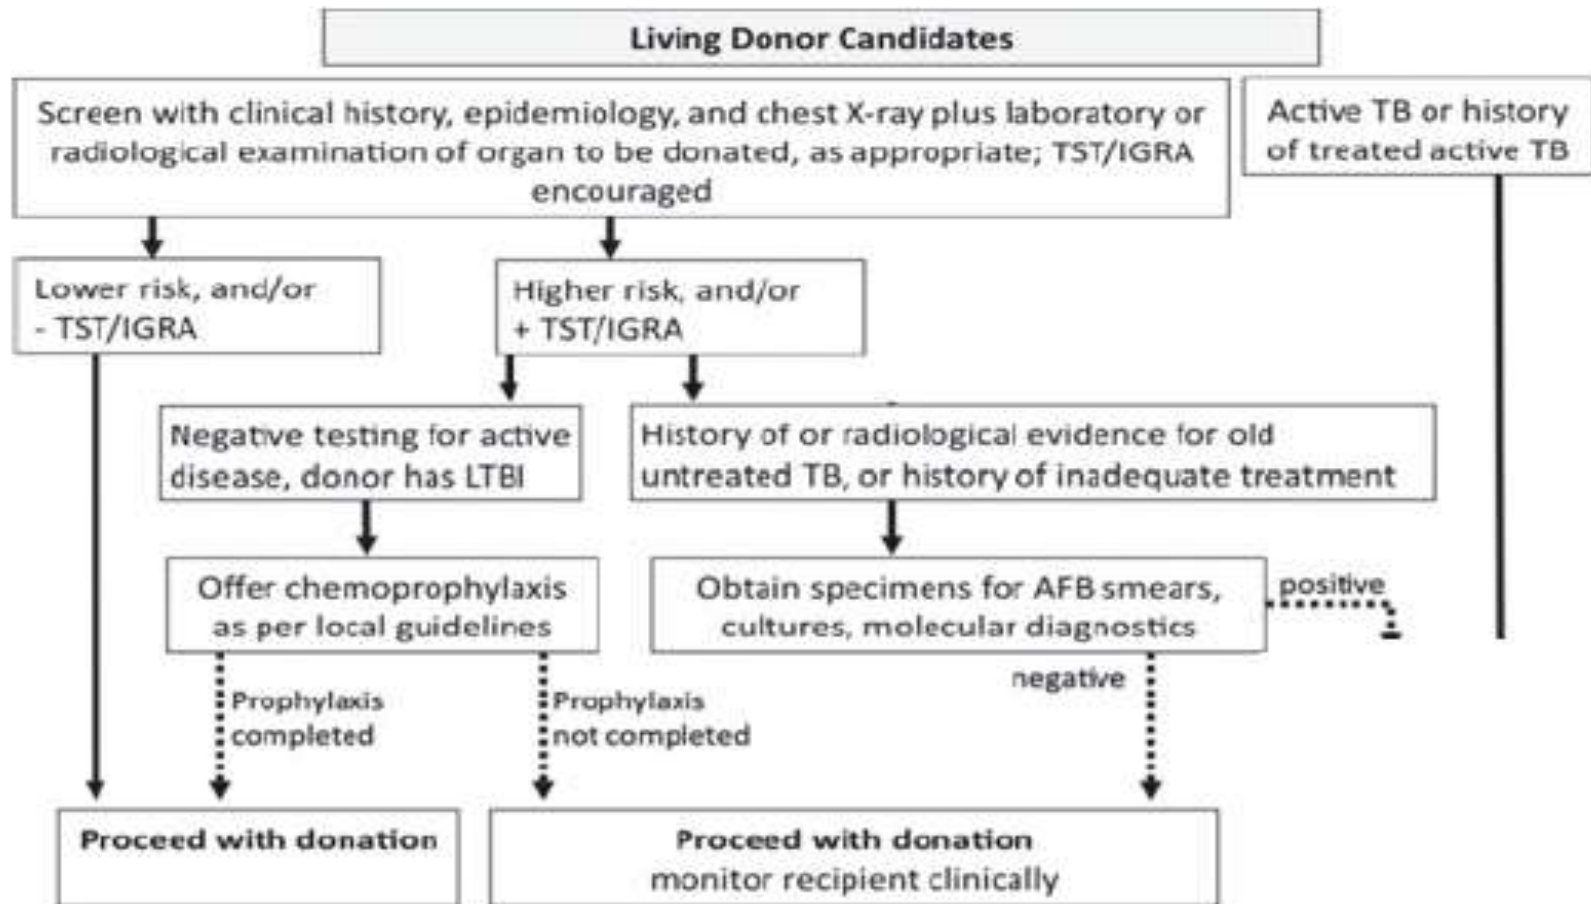 Living Donor Candidates
Screen with clinical history, epidemiology, and chest X-ray plus laboratory or
radiological examination of organ to be donated, as appropriate; TST/IGRA
encouraged
Active TB or history
of treated active TB
Lower risk, and/or
- TST/IGRA
Higher risk, and/or
+ TST/IGRA
Negative testing for active
disease, donor has LTBI
History of or radiological evidence for old
untreated TB, or history of inadequate treatment
Offer chemoprophylaxis
as per local guidelines
Obtain specimens for AFB smears,
cultures, molecular diagnostics
positive
negative
Prophylaxis
completed
Prophylaxis
not completed
Proceed with donation
Proceed with donation
monitor recipient clinically